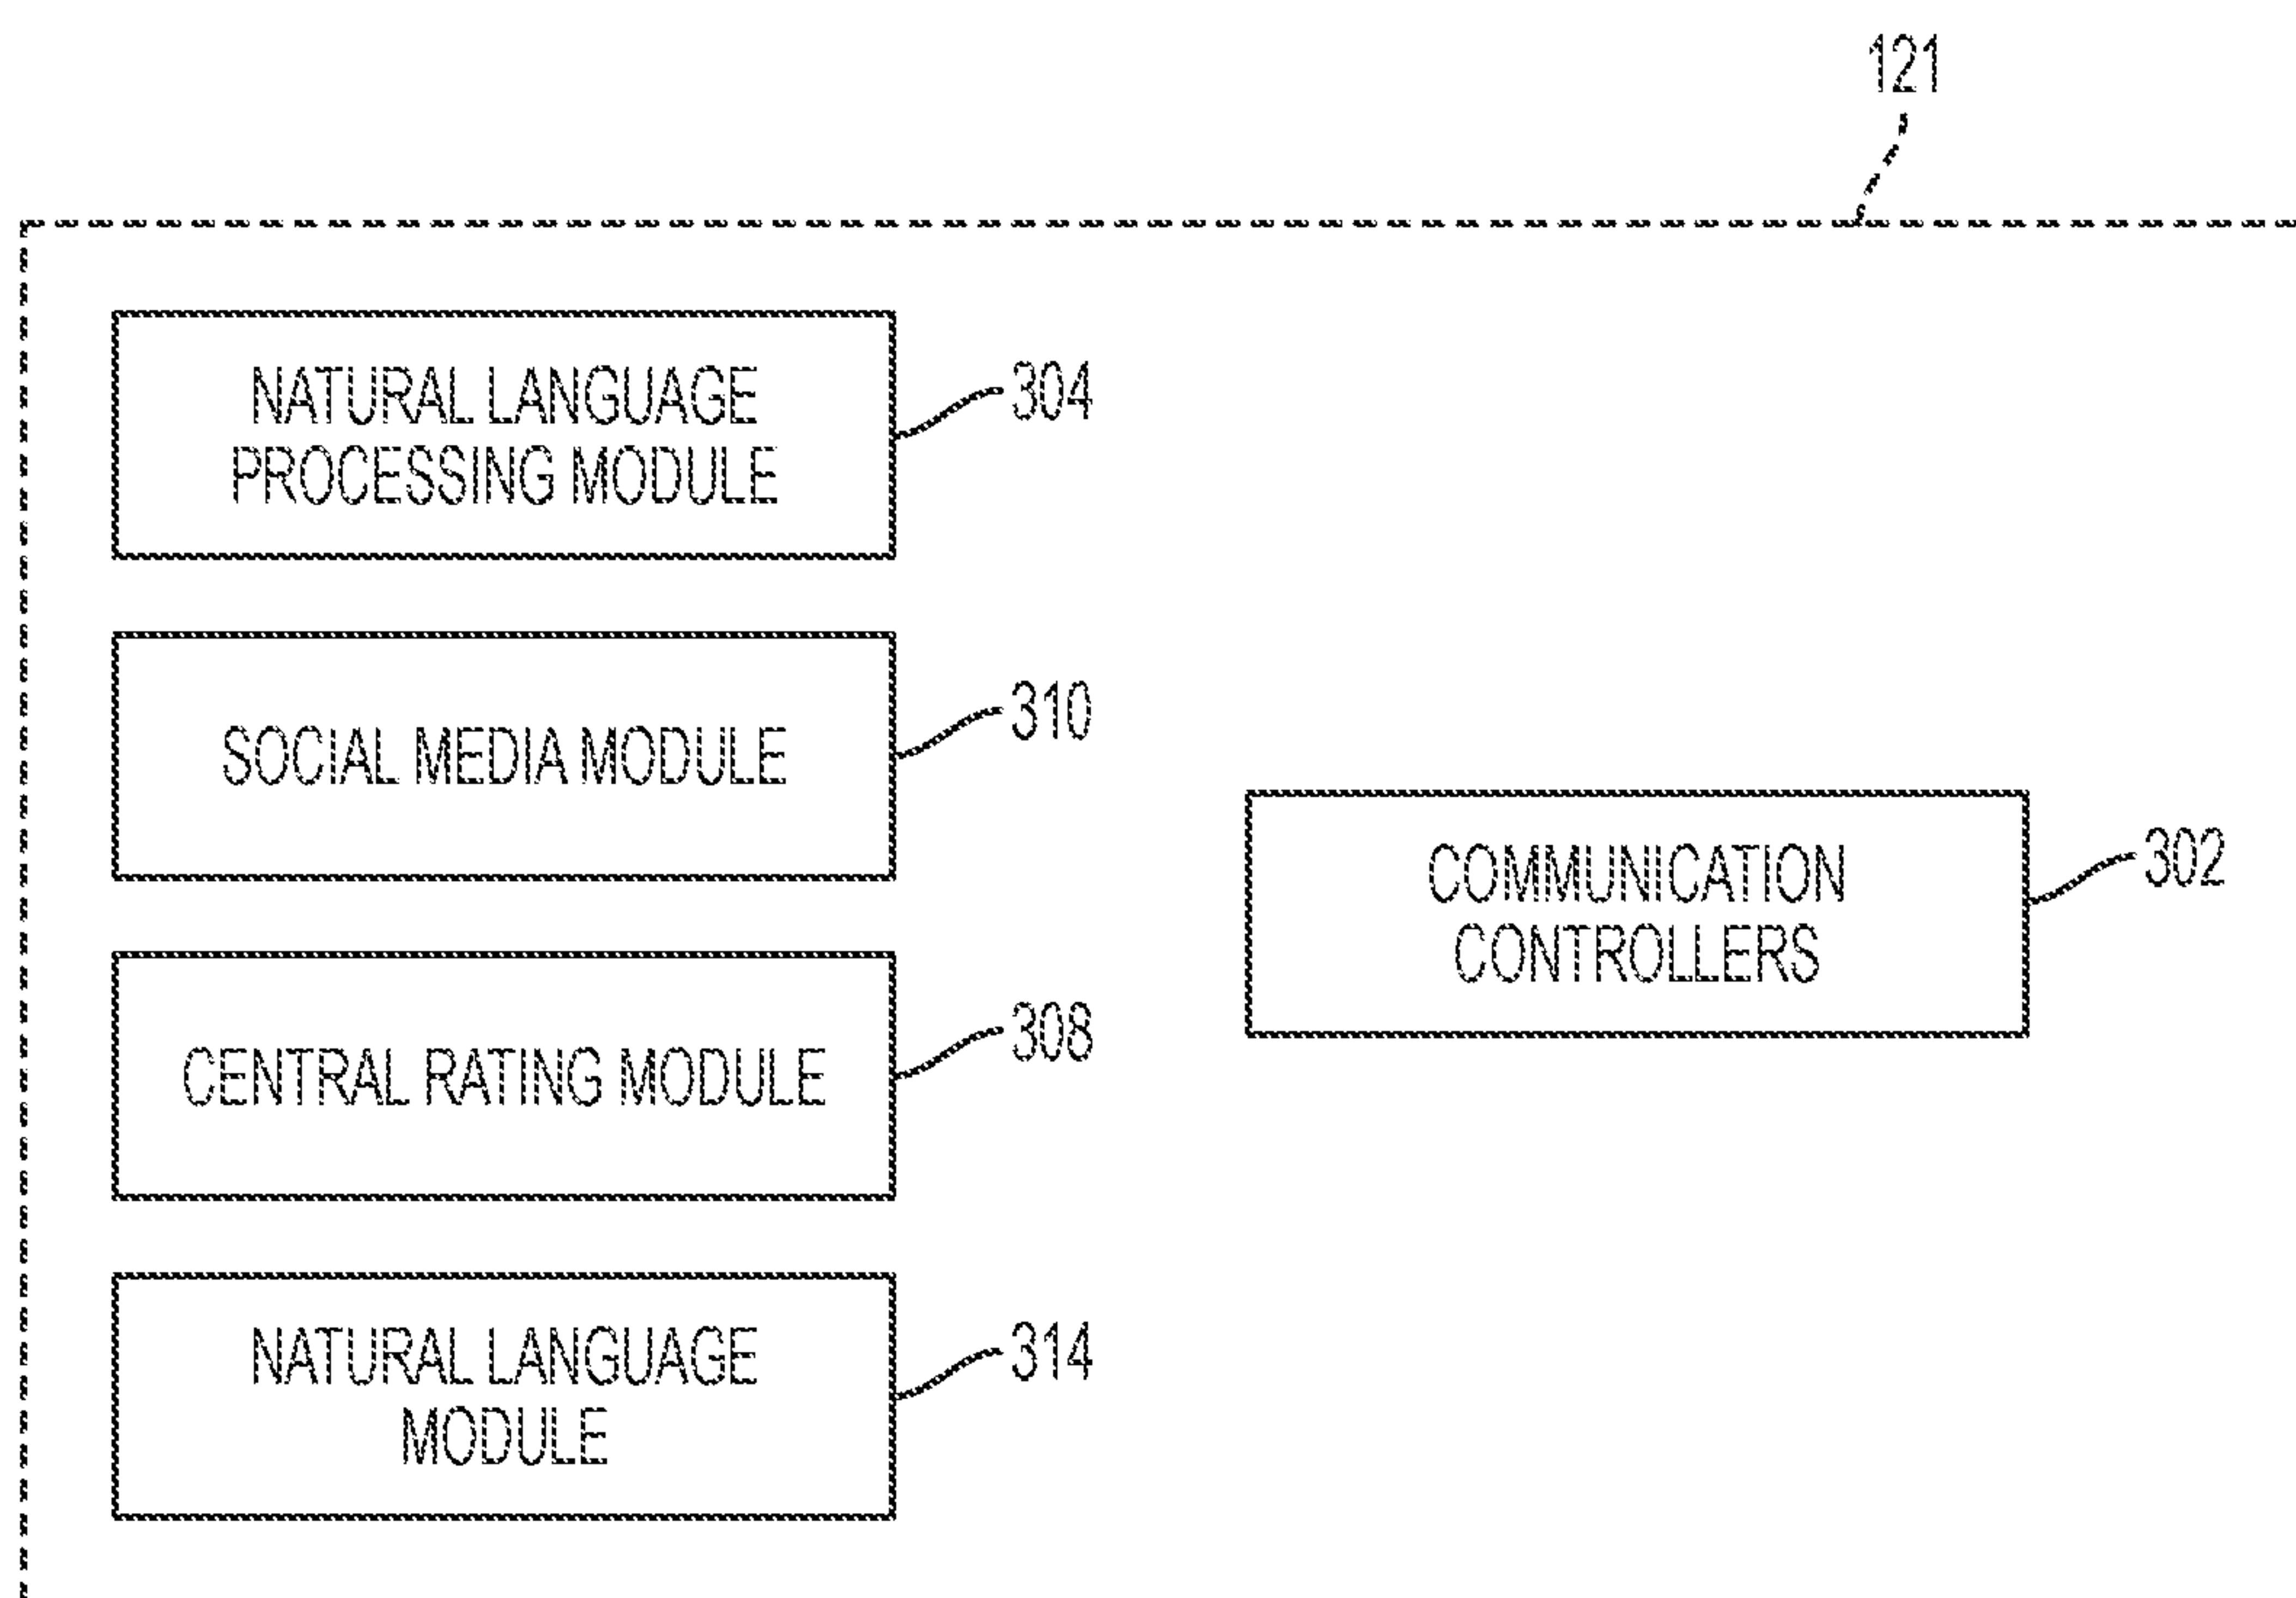 121
NATURAL LANGUAGE
PROCESSING MODULE
304
SOCIAL MEDIA MODULE
310
COMMUNICATION
CONTROLLERS
302
CENTRAL RATING MODULE
308
NATURAL LANGUAGE
MODULE
314